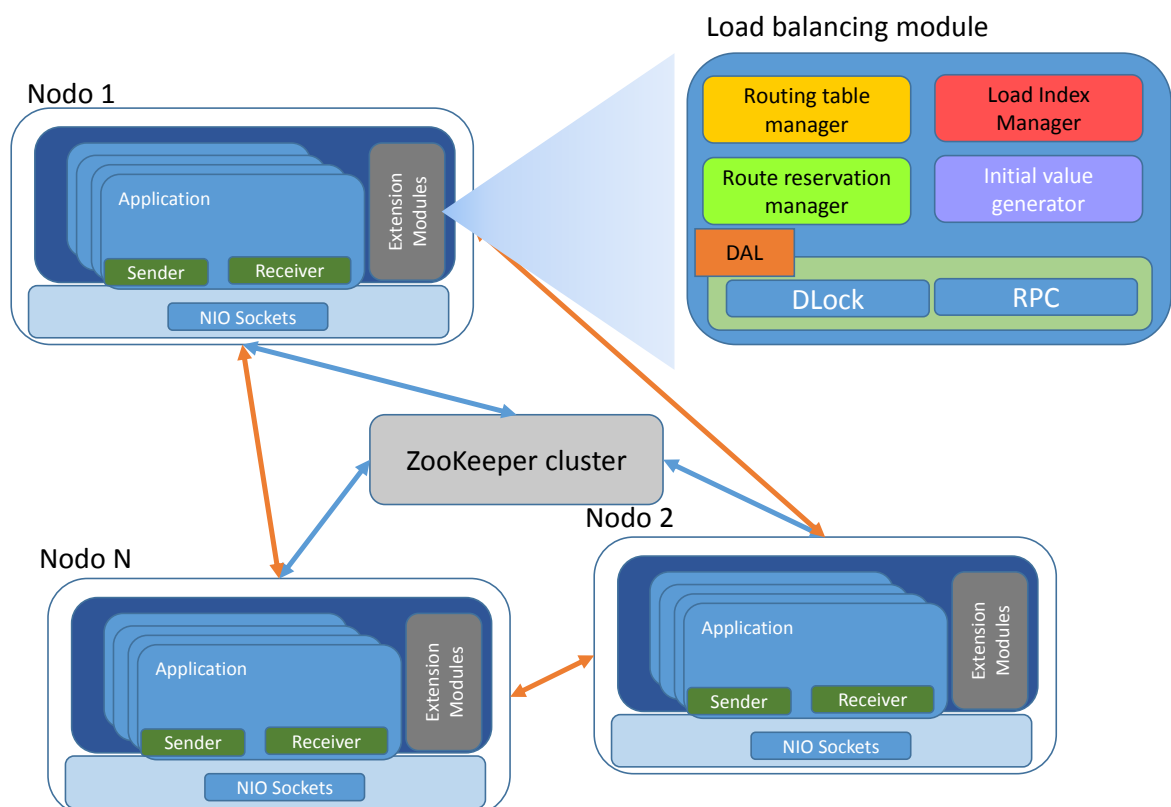 Load balancing module
Routing table
manager
Load Index
Manager
Route reservation
manager
Initial value
generator
DAL
DLock
RPC
Nodo 1
Application
Extension
Modules
Sender
Receiver
NIO Sockets
ZooKeeper cluster
Nodo 2
Application
Extension
Modules
Sender
Receiver
NIO Sockets
Nodo N
Application
Extension
Modules
Sender
Receiver
NIO Sockets